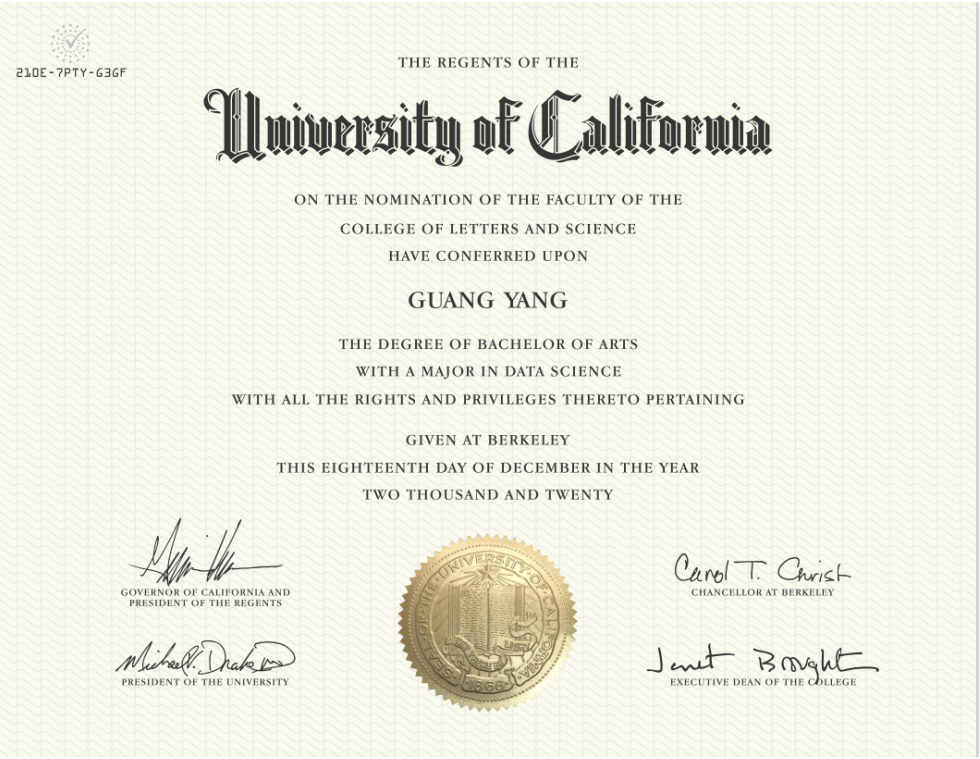 210E-7PTY-G3GF
THE REGENTS OF THE
University of California
ON THE NOMINATION OF THE FACULTY OF THE
COLLEGE OF LETTERS AND SCIENCE
HAVE CONFERRED UPON
GUANG YANG
THE DEGREE OF BACHELOR OF ARTS
WITH A MAJOR IN DATA SCIENCE
WITH ALL THE RIGHTS AND PRIVILEGES THERETO PERTAINING
GIVEN AT BERKELEY
THIS EIGHTEENTH DAY OF DECEMBER IN THE YEAR
TWO THOUSAND AND TWENTY
GOVERNOR OF CALIFORNIA AND
PRESIDENT OF THE REGENTS
Carol T. Christ
CHANCELLOR AT BERKELEY
Michael V. Drake MD
PRESIDENT OF THE UNIVERSITY
SEAL·OF·THE·UNIVERSITY·OF·CALIFORNIA
1868
Janet Broughton
EXECUTIVE DEAN OF THE COLLEGE